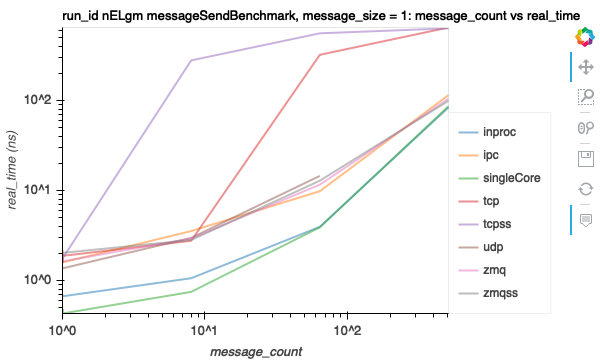 run_id nELgm messageSendBenchmark, message_size = 1: message_count vs real_time
10^2
10^1
10^0
real_time (ns)
10^0
10^1
10^2
message_count
inproc
ipc
singleCore
tcp
tcpss
udp
zmq
zmqss